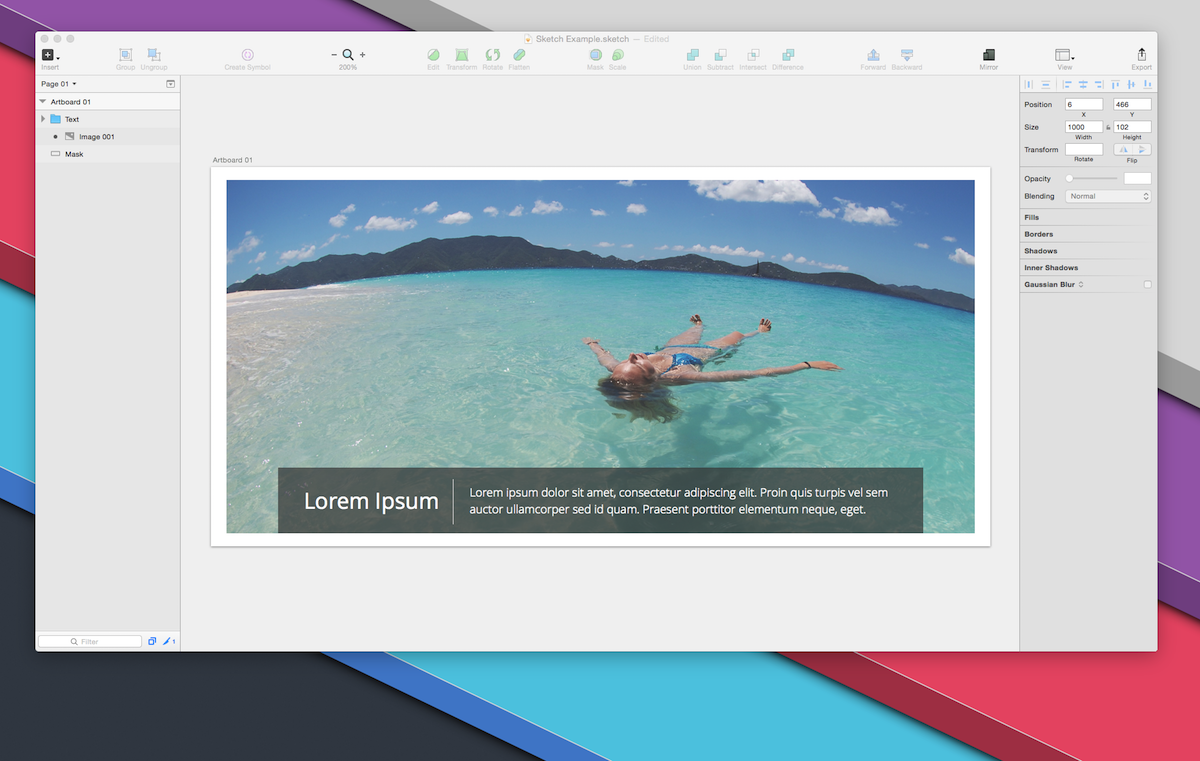 Sketch Example.sketch — Edited
Insert
Group
Ungroup
Create Symbol
200%
Edit
Transform
Rotate
Flatten
Mask
Scale
Union
Subtract
Intersect
Difference
Forward
Backward
Mirror
View
Export
Page 01
Artboard 01
Text
Image 001
Mask
Filter
1
Artboard 01
Lorem Ipsum
Lorem ipsum dolor sit amet, consectetur adipiscing elit. Proin quis turpis vel sem
auctor ullamcorper sed id quam. Praesent porttitor elementum neque, eget.
Position 6 466
X Y
Size 1000 102
Width Height
Transform
Rotate Flip
Opacity
Blending Normal
Fills
Borders
Shadows
Inner Shadows
Gaussian Blur